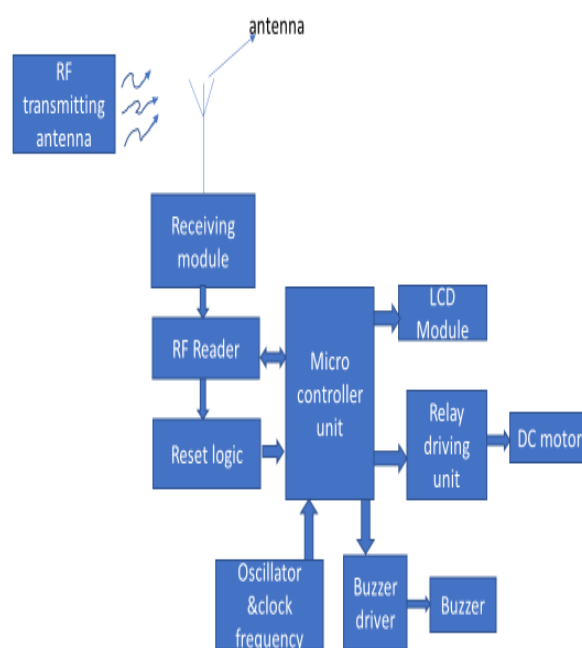 antenna
RF
transmitting
antenna
Receiving
module
RF Reader
Reset logic
Micro
controller
unit
LCD
Module
Relay
driving
unit
DC motor
Oscillator
&clock
frequency
Buzzer
driver
Buzzer